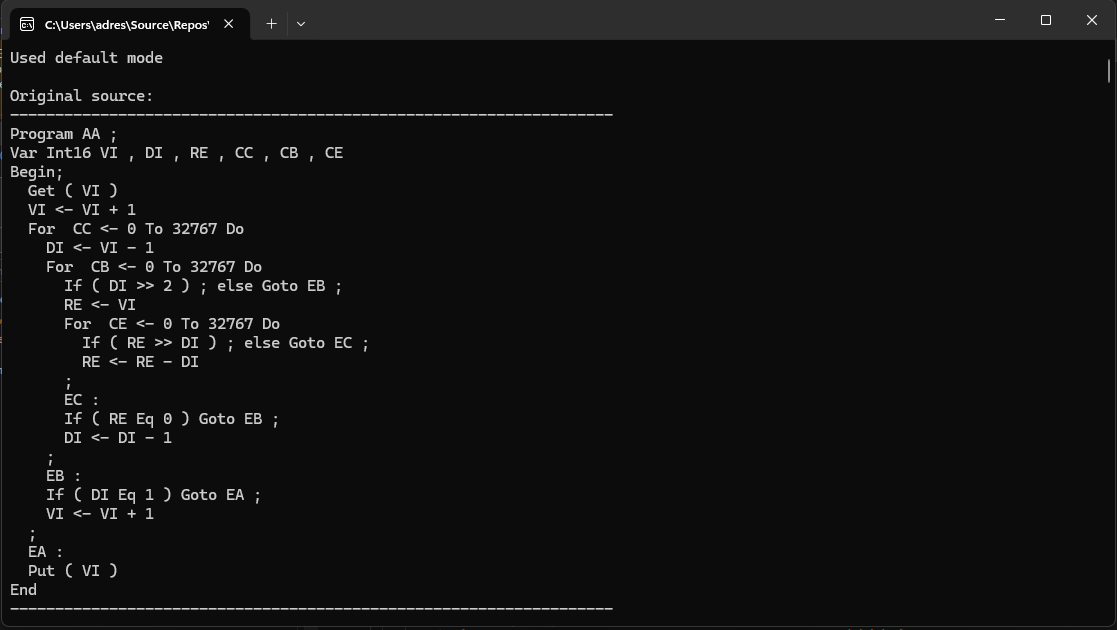 C:\Users\adres\Source\Repos'
Used default mode
Original source:
-------------------------------------------------------------------
Program AA ;
Var Int16 VI , DI , RE , CC , CB , CE
Begin;
  Get ( VI )
  VI <- VI + 1
  For  CC <- 0 To 32767 Do
    DI <- VI - 1
    For  CB <- 0 To 32767 Do
      If ( DI >> 2 ) ; else Goto EB ;
      RE <- VI
      For  CE <- 0 To 32767 Do
        If ( RE >> DI ) ; else Goto EC ;
        RE <- RE - DI
      ;
      EC :
      If ( RE Eq 0 ) Goto EB ;
      DI <- DI - 1
    ;
    EB :
    If ( DI Eq 1 ) Goto EA ;
    VI <- VI + 1
  ;
  EA :
  Put ( VI )
End
-------------------------------------------------------------------